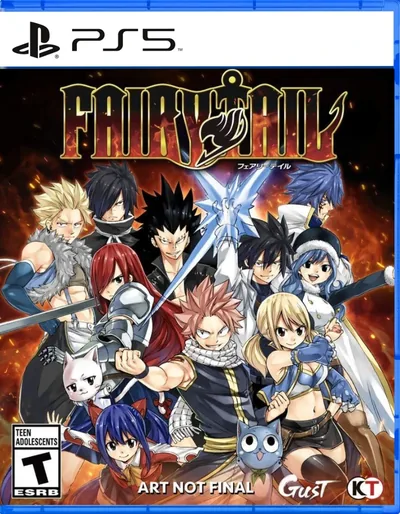 PS5
FAIRY TAIL
フェアリーテイル
TEEN
ADOLESCENTS
T
ESRB
ART NOT FINAL
GUST
KT